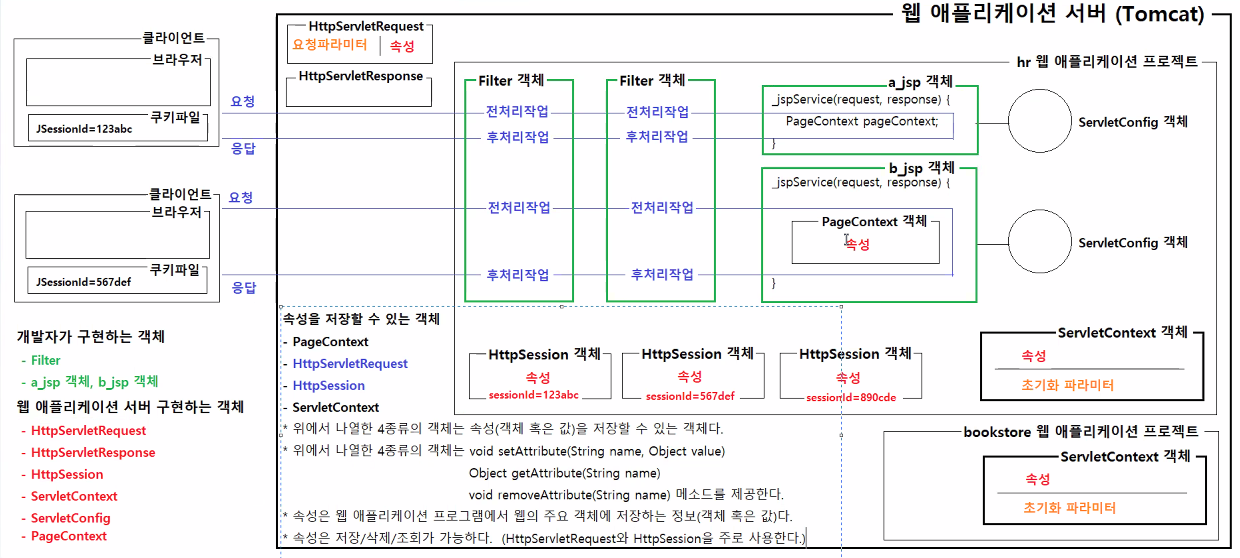 웹 애플리케이션 서버 (Tomcat)
HttpServletRequest
요청파라미터 속성
HttpServletResponse
클라이언트
브라우저
쿠키파일
JSessionId=123abc
요청
응답
클라이언트
브라우저
쿠키파일
JSessionId=567def
요청
응답
hr 웹 애플리케이션 프로젝트
Filter 객체
전처리작업
후처리작업
전처리작업
후처리작업
Filter 객체
전처리작업
후처리작업
전처리작업
후처리작업
a_jsp 객체
_jspService(request, response) {
PageContext pageContext;
}
ServletConfig 객체
b_jsp 객체
_jspService(request, response) {
PageContext 객체
속성
}
ServletConfig 객체
HttpSession 객체
속성
sessionId=123abc
HttpSession 객체
속성
sessionId=567def
HttpSession 객체
속성
sessionId=890cde
ServletContext 객체
속성
초기화 파라미터
bookstore 웹 애플리케이션 프로젝트
ServletContext 객체
속성
초기화 파라미터
개발자가 구현하는 객체
- Filter
- a_jsp 객체, b_jsp 객체
웹 애플리케이션 서버 구현하는 객체
- HttpServletRequest
- HttpServletResponse
- HttpSession
- ServletContext
- ServletConfig
- PageContext
속성을 저장할 수 있는 객체
- PageContext
- HttpServletRequest
- HttpSession
- ServletContext
* 위에서 나열한 4종류의 객체는 속성(객체 혹은 값)을 저장할 수 있는 객체다.
* 위에서 나열한 4종류의 객체는 void setAttribute(String name, Object value)
Object getAttribute(String name)
void removeAttribute(String name) 메소드를 제공한다.
* 속성은 웹 애플리케이션 프로그램에서 웹의 주요 객체에 저장하는 정보(객체 혹은 값)다.
* 속성은 저장/삭제/조회가 가능하다. (HttpServletRequest와 HttpSession을 주로 사용한다.)